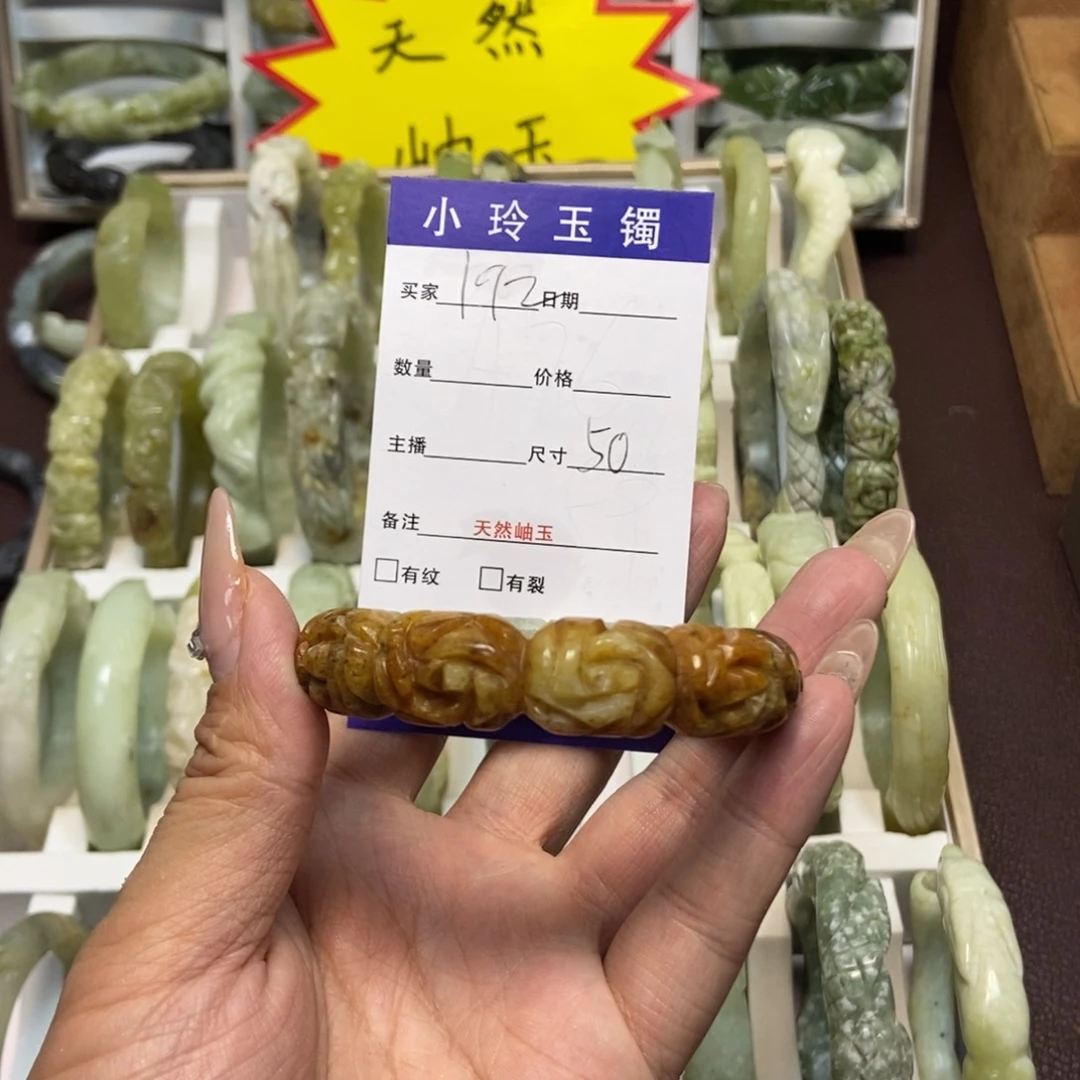 天然
岫玉
小玲玉镯
买家 192 日期
数量 价格
主播 尺寸 50
备注 天然岫玉
□有纹 □有裂